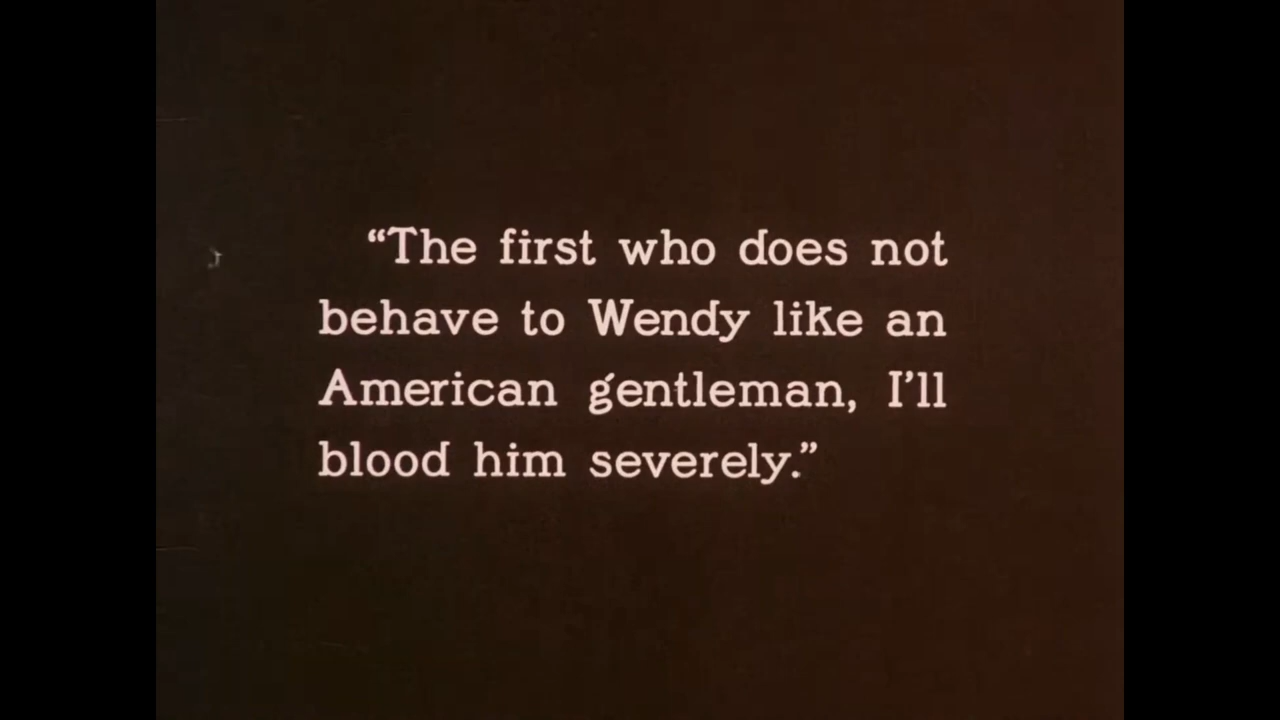 “The first who does not
behave to Wendy like an
American gentleman, I’ll
blood him severely.”